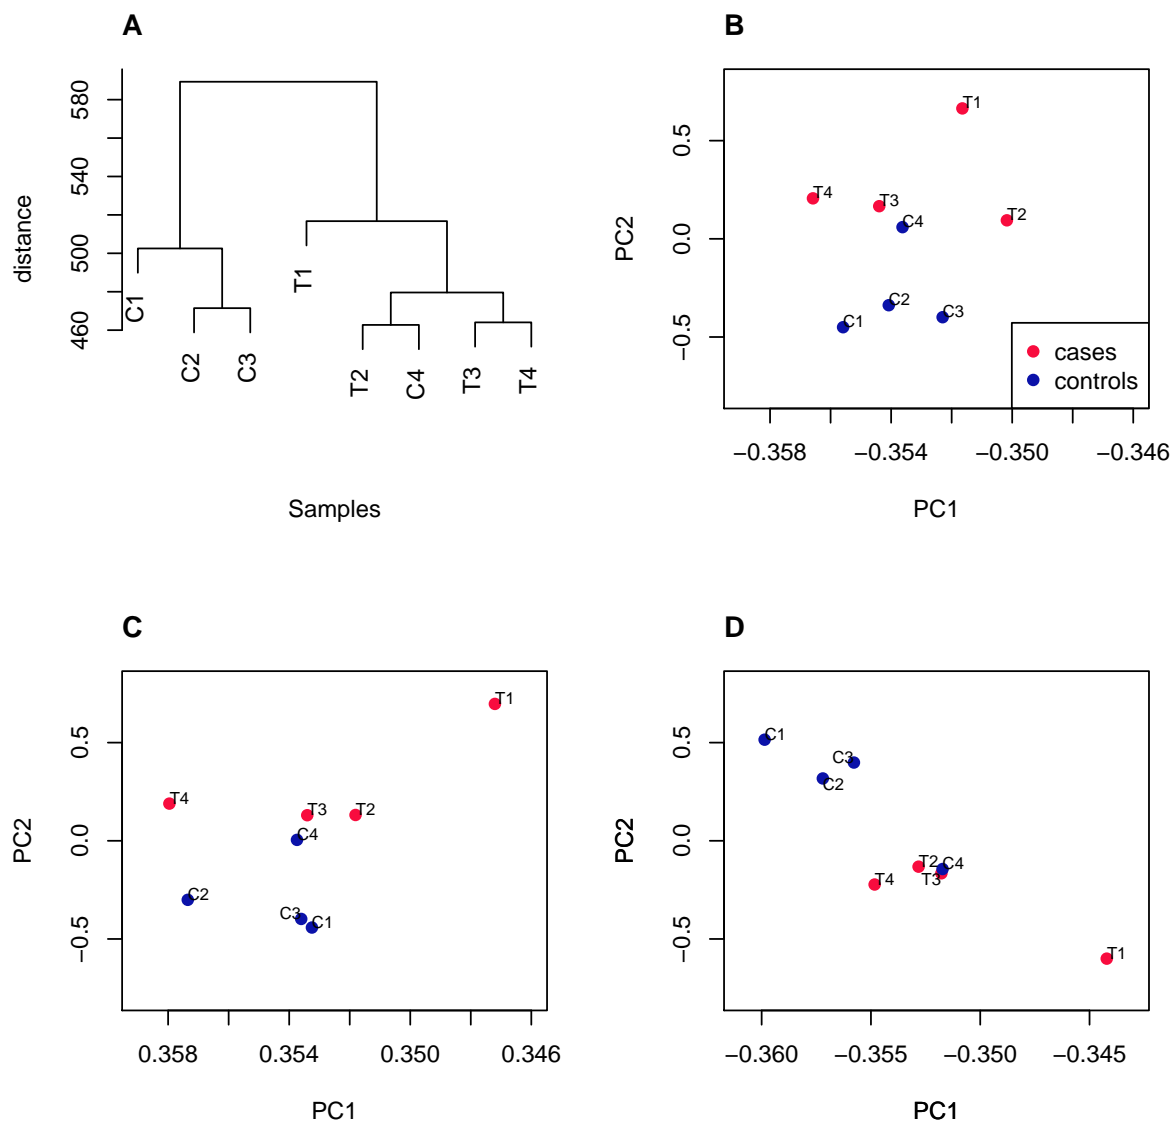 A
distance
580
540
500
460
C1
C2
C3
T1
T2
C4
T3
T4
Samples
B
PC2
0.5
0.0
−0.5
T1
T4
T3
C4
T2
C2
C1
C3
cases
controls
−0.358
−0.354
−0.350
−0.346
PC1
C
PC2
0.5
0.0
−0.5
T1
T4
T3
T2
C4
C2
C3
C1
0.358
0.354
0.350
0.346
PC1
D
PC2
0.5
0.0
−0.5
C1
C3
C2
T2
C4
T4
T3
T1
−0.360
−0.355
−0.350
−0.345
PC1